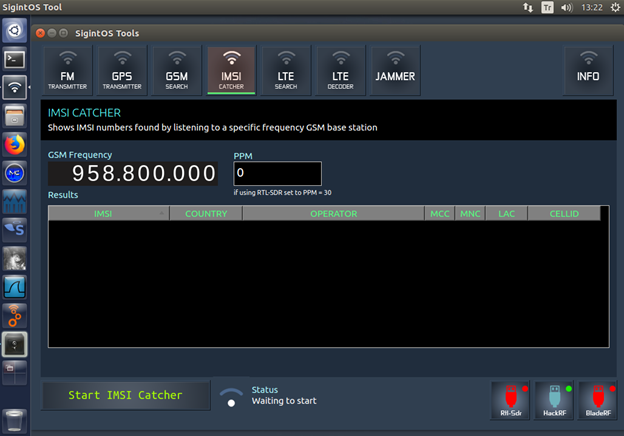 SigintOS Tool
Tr
13:22
SigintOS Tools
FM
TRANSMITTER
GPS
TRANSMITTER
GSM
SEARCH
IMSI
CATCHER
LTE
SEARCH
LTE
DECODER
JAMMER
INFO
IMSI CATCHER
Shows IMSI numbers found by listening to a specific frequency GSM base station
GSM Frequency
PPM
958.800.000
0
if using RTL-SDR set to PPM = 30
Results
IMSI COUNTRY OPERATOR MCC MNC LAC CELLID
Start IMSI Catcher
Status
Waiting to start
Rtl-Sdr
HackRF
BladeRF